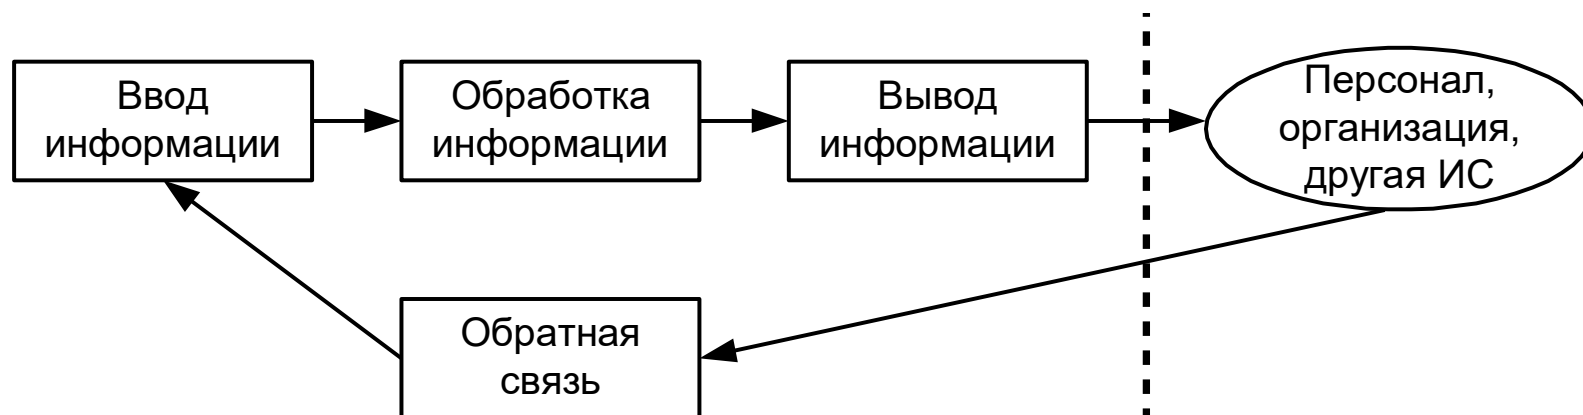 Ввод
информации
Обработка
информации
Вывод
информации
Персонал,
организация,
другая ИС
Обратная
связь